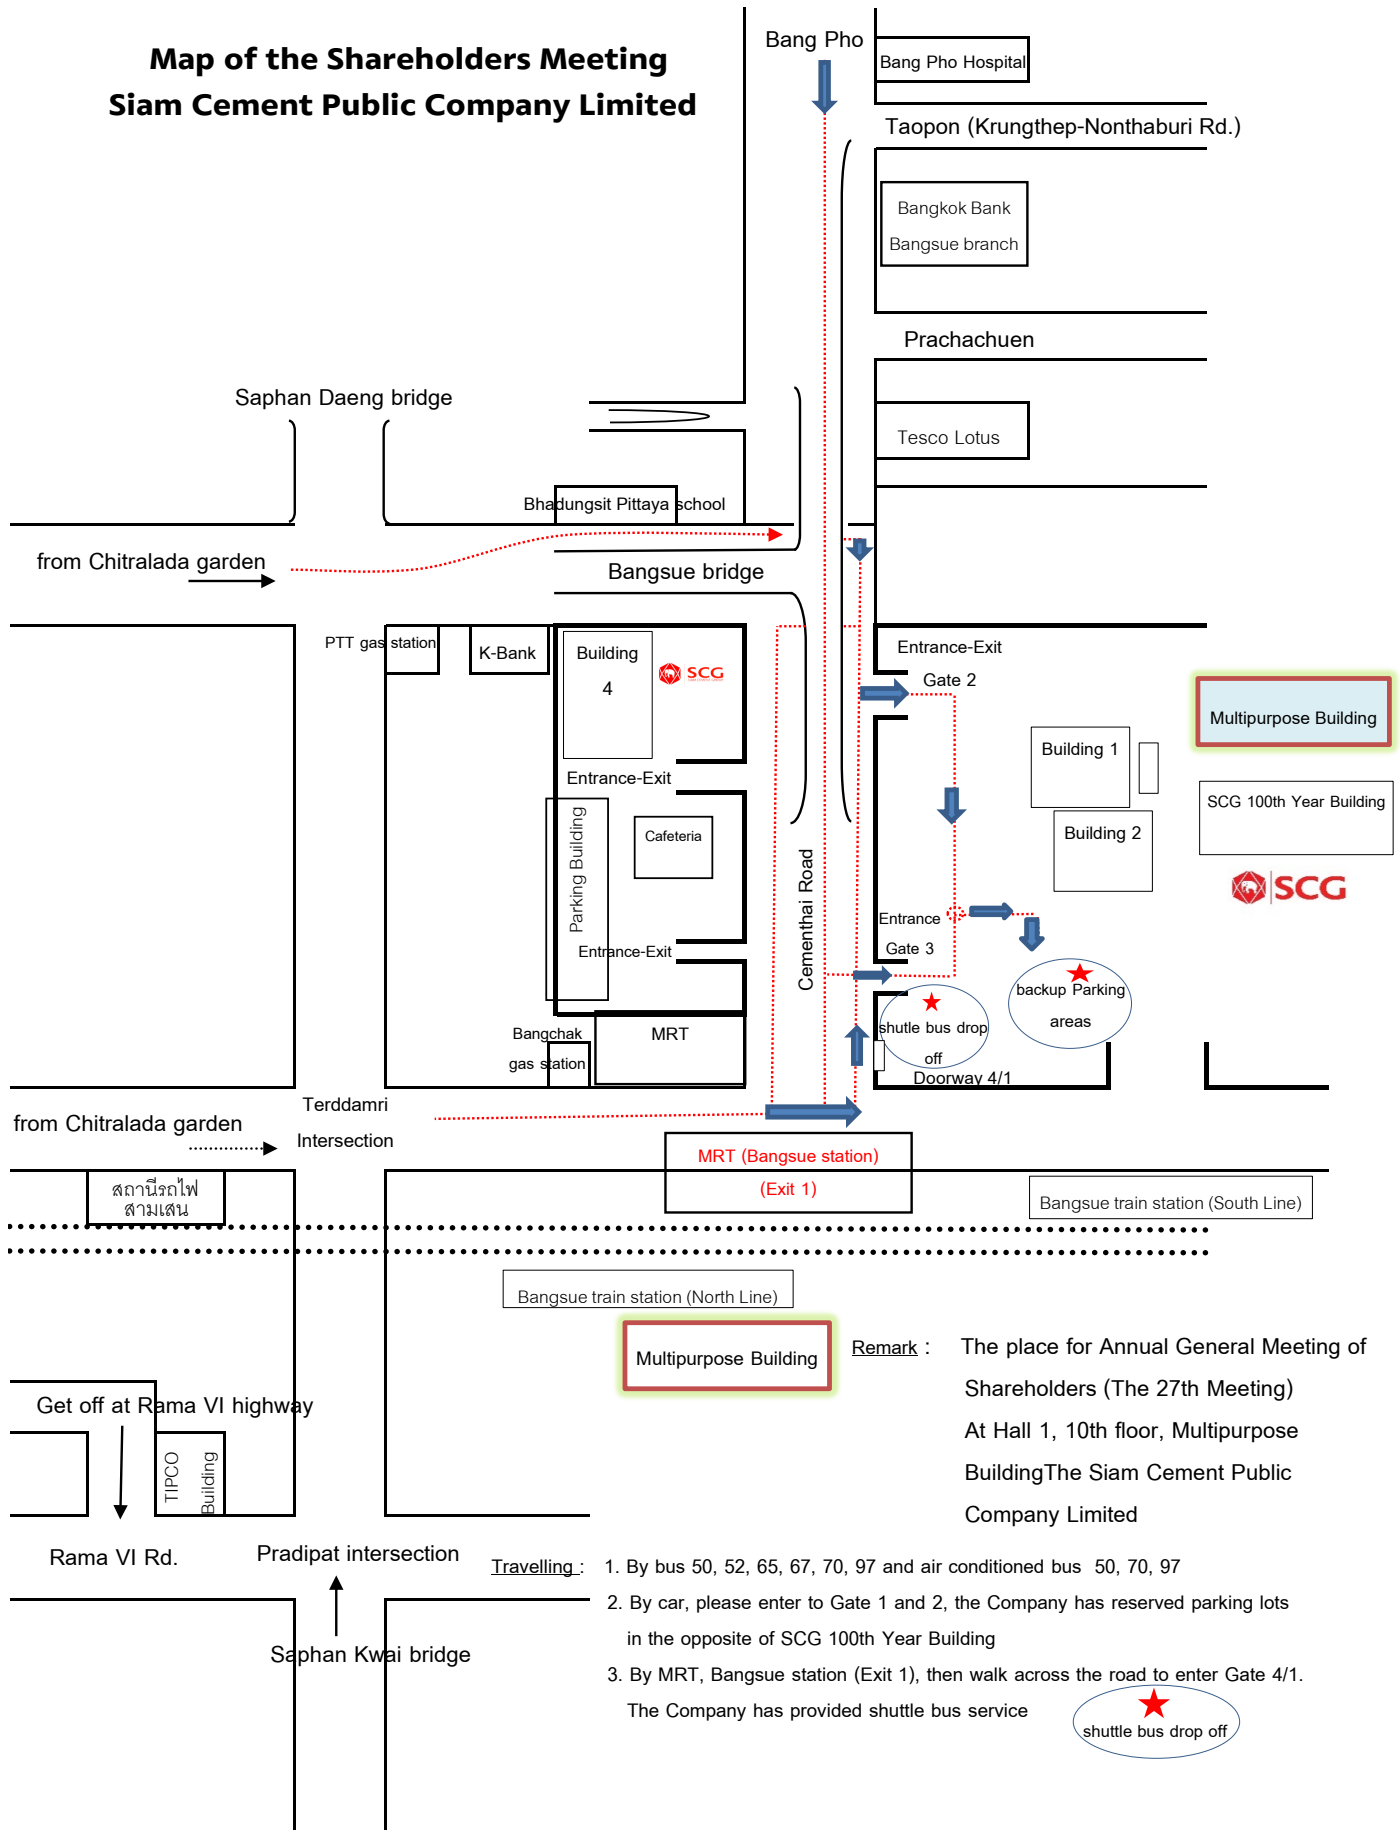 Map of the Shareholders Meeting
Siam Cement Public Company Limited
Bang Pho
Bang Pho Hospital
Taopon (Krungthep-Nonthaburi Rd.)
Bangkok Bank
Bangsue branch
Prachachuen
Saphan Daeng bridge
Tesco Lotus
Bhadungsit Pittaya school
from Chitralada garden
Bangsue bridge
PTT gas station
K-Bank
Building
4
SCG
Entrance-Exit
Gate 2
Multipurpose Building
Building 1
Entrance-Exit
SCG 100th Year Building
Parking Building
Cafeteria
Building 2
Cementhai Road
SCG
Entrance
Gate 3
Entrance-Exit
backup Parking
areas
Bangchak
gas station
MRT
shutle bus drop
off
Doorway 4/1
Terddamri
Intersection
from Chitralada garden
MRT (Bangsue station)
(Exit 1)
สถานีรถไฟ
สามเสน
Bangsue train station (South Line)
Bangsue train station (North Line)
Multipurpose Building
Remark :
The place for Annual General Meeting of
Shareholders (The 27th Meeting)
At Hall 1, 10th floor, Multipurpose
BuildingThe Siam Cement Public
Company Limited
Get off at Rama VI highway
TIPCO
Building
Rama VI Rd.
Pradipat intersection
Saphan Kwai bridge
Travelling : 1. By bus 50, 52, 65, 67, 70, 97 and air conditioned bus 50, 70, 97
2. By car, please enter to Gate 1 and 2, the Company has reserved parking lots
in the opposite of SCG 100th Year Building
3. By MRT, Bangsue station (Exit 1), then walk across the road to enter Gate 4/1.
The Company has provided shuttle bus service
shuttle bus drop off